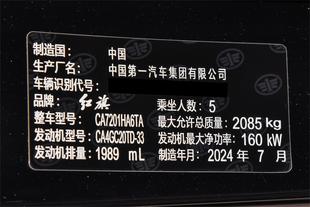 制造国: 中国
生产厂名: 中国第一汽车集团有限公司
车辆识别代号:
品牌: 红旗 乘坐人数: 5
整车型号: CA7201HA6TA 最大允许总质量: 2085 kg
发动机型号: CA4GC20TD-33 发动机最大净功率: 160 kW
发动机排量: 1989 mL 制造年月: 2024 年 7 月